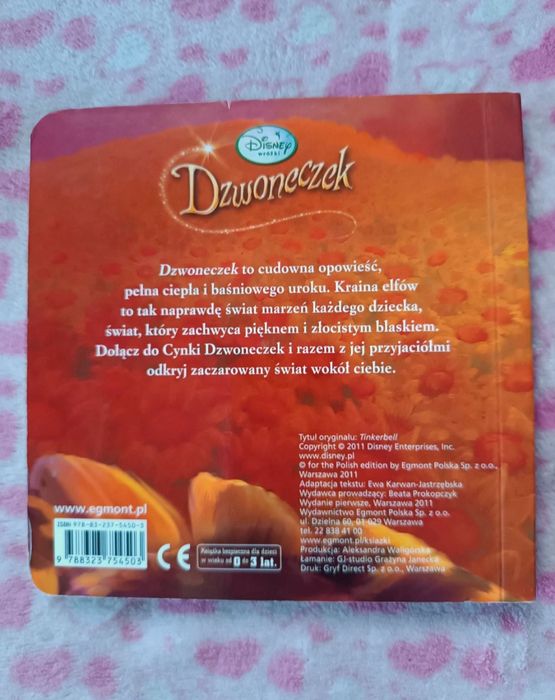 Disney
wróżki
Dzwoneczek
Dzwoneczek to cudowna opowieść,
pełna ciepła i baśniowego uroku. Kraina elfów
to tak naprawdę świat marzeń każdego dziecka,
świat, który zachwyca pięknem i złocistym blaskiem.
Dołącz do Cynki Dzwoneczek i razem z jej przyjaciółmi
odkryj zaczarowany świat wokół ciebie.
Tytuł oryginału: Tinkerbell
Copyright © 2011 Disney Enterprises, Inc.
www.disney.pl
© for the Polish edition by Egmont Polska Sp. z o.o.,
Warszawa 2011
Adaptacja tekstu: Ewa Karwan-Jastrzębska
Wydawca prowadzący: Beata Prokopczyk
Wydanie pierwsze, Warszawa 2011
Wydawnictwo Egmont Polska Sp. z o.o.
ul. Dzielna 60, 01-029 Warszawa
tel. 22 838 41 00
www.egmont.pl/ksiazki
Produkcja: Aleksandra Waligórska
Łamanie: GJ-studio Grażyna Janecka
Druk: Gryf Direct Sp. z o.o., Warszawa
www.egmont.pl
ISBN 978-83-237-5450-3
9 788323 754503
CE
Książka bezpieczna dla dzieci
w wieku od 0 do 3 lat.